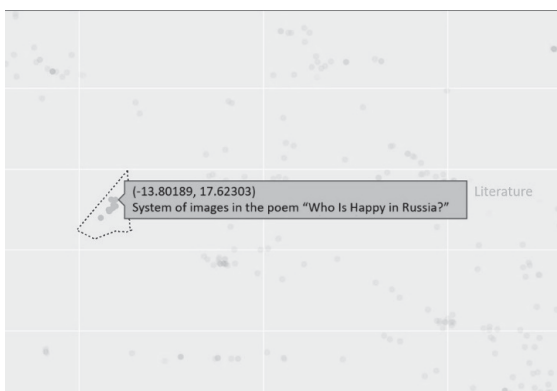 (-13.80189, 17.62303)
System of images in the poem “Who Is Happy in Russia?”
Literature